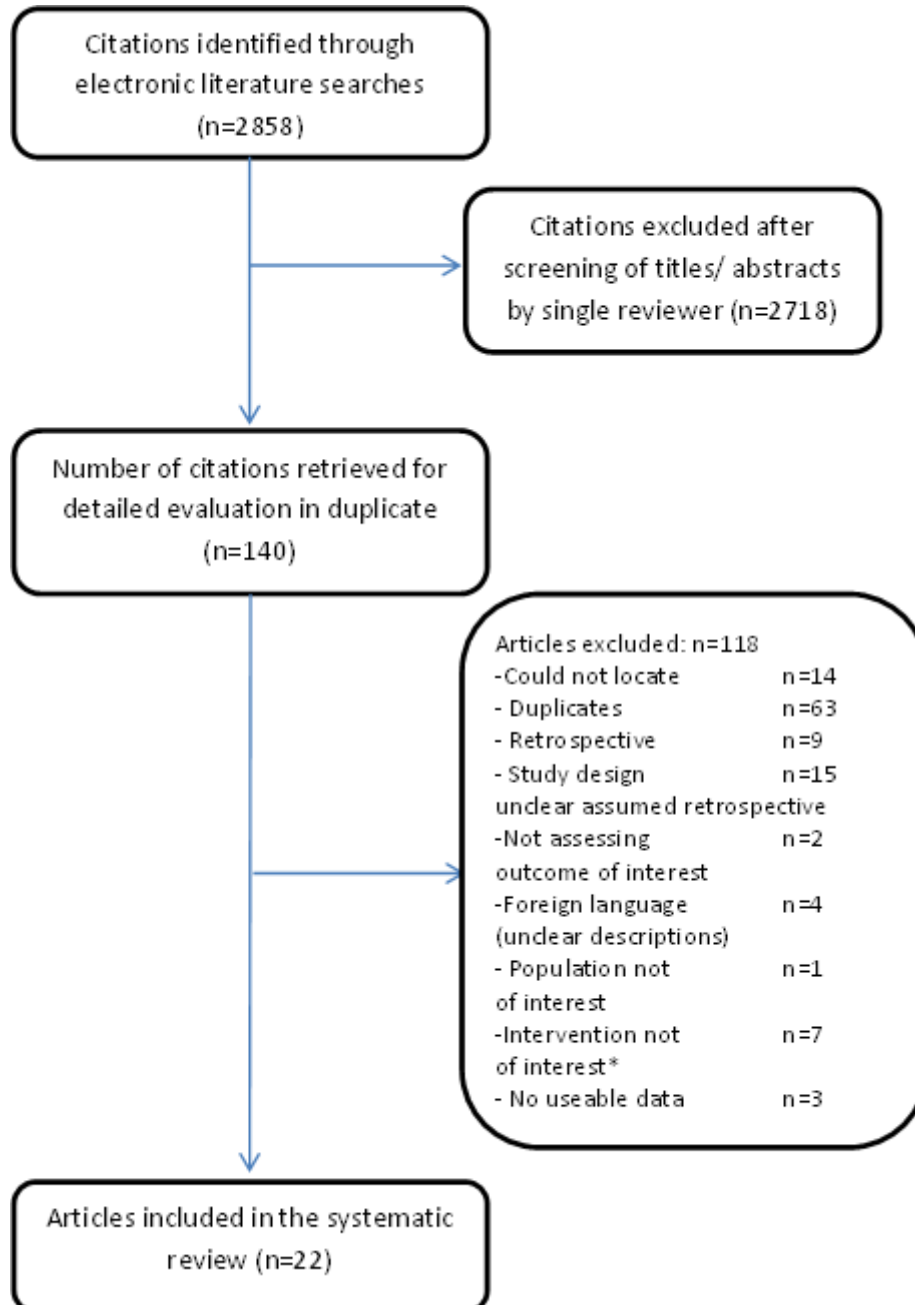 Citations identified through
electronic literature searches
(n=2858)
Citations excluded after
screening of titles/ abstracts
by single reviewer (n=2718)
Number of citations retrieved for
detailed evaluation in duplicate
(n=140)
Articles excluded: n=118
-Could not locate n=14
- Duplicates n=63
- Retrospective n=9
- Study design n=15
unclear assumed retrospective
-Not assessing n=2
outcome of interest
-Foreign language n=4
(unclear descriptions)
- Population not n=1
of interest
-Intervention not n=7
of interest*
- No useable data n=3
Articles included in the systematic
review (n=22)